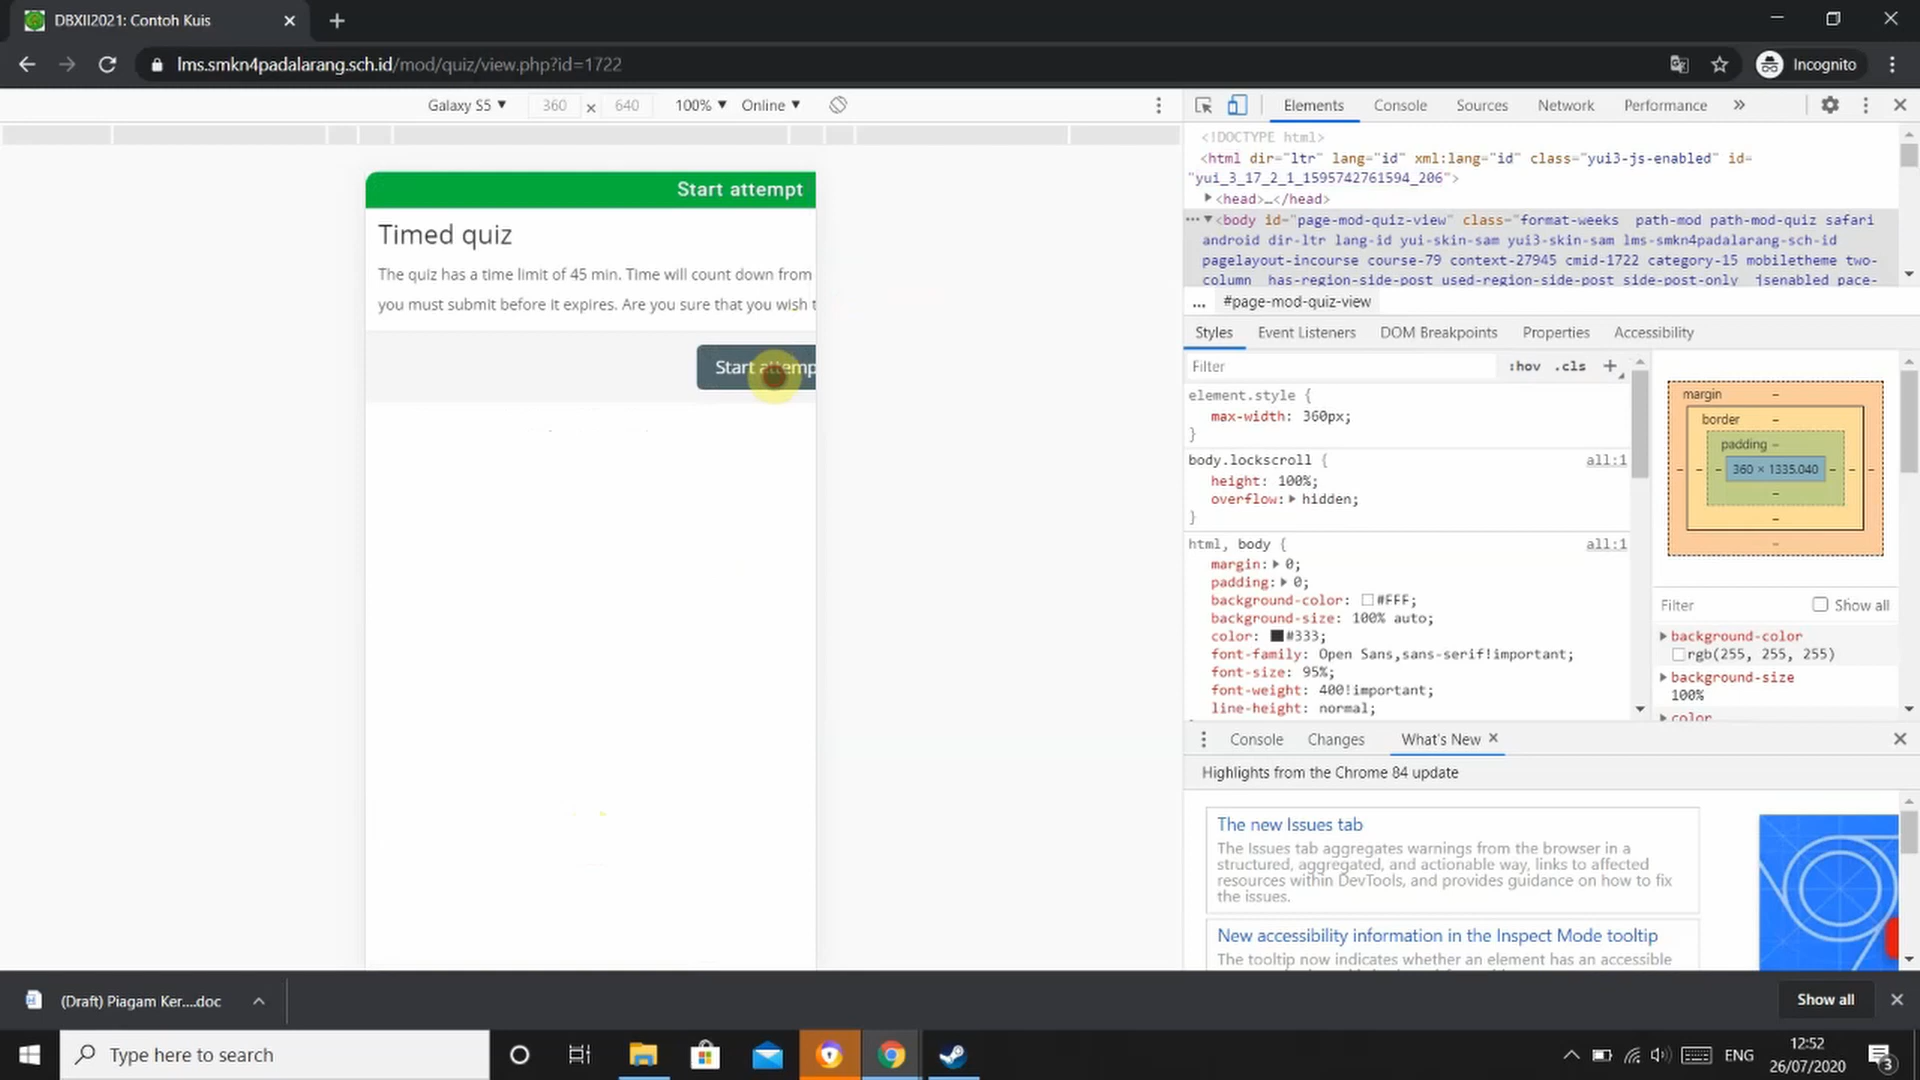 DBXII2021: Contoh Kuis
lms.smkn4padalarang.sch.id/mod/quiz/view.php?id=1722
Incognito
Galaxy S5 360 x 640 100% Online
Elements Console Sources Network Performance
<!DOCTYPE html>
<html dir="ltr" lang="id" xml:lang="id" class="yui3-js-enabled" id=
"yui_3_17_2_1_1595742761594_206">
<head>…</head>
<body id="page-mod-quiz-view" class="format-weeks path-mod path-mod-quiz safari
android dir-ltr lang-id yui-skin-sam yui3-skin-sam lms-smkn4padalarang-sch-id
pagelayout-incourse course-79 context-27945 cmid-1722 category-15 mobiletheme two-
column has-region-side-post used-region-side-post side-post-only jsenabled pace-
... #page-mod-quiz-view
Start attempt
Timed quiz
The quiz has a time limit of 45 min. Time will count down from
you must submit before it expires. Are you sure that you wish t
Start attemp
Styles Event Listeners DOM Breakpoints Properties Accessibility
Filter :hov .cls +
element.style {
max-width: 360px;
}
body.lockscroll { all:1
height: 100%;
overflow: hidden;
}
html, body { all:1
margin: 0;
padding: 0;
background-color: #FFF;
background-size: 100% auto;
color: #333;
font-family: Open Sans,sans-serif!important;
font-size: 95%;
font-weight: 400!important;
line-height: normal;
margin –
border –
padding –
– – – 360 × 1335.040 – – –
–
–
–
Filter Show all
background-color
rgb(255, 255, 255)
background-size
100%
color
Console Changes What's New
Highlights from the Chrome 84 update
The new Issues tab
The Issues tab aggregates warnings from the browser in a
structured, aggregated, and actionable way, links to affected
resources within DevTools, and provides guidance on how to fix
the issues.
New accessibility information in the Inspect Mode tooltip
The tooltip now indicates whether an element has an accessible
(Draft) Piagam Ker....doc
Show all
Type here to search
ENG
12:52
26/07/2020
3